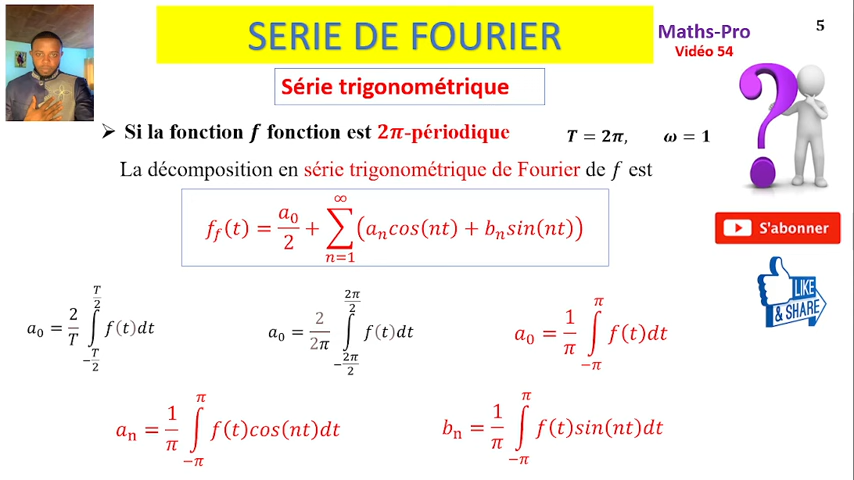 SERIE DE FOURIER
Maths-Pro
Vidéo 54
5
Série trigonométrique
➤ Si la fonction f fonction est 2π-périodique
T = 2π, ω = 1
La décomposition en série trigonométrique de Fourier de f est
f_f(t) = a_0/2 + ∑_{n=1}^{∞} (a_n cos(nt) + b_n sin(nt))
S'abonner
LIKE
& SHARE
a_0 = 2/T ∫_{-T/2}^{T/2} f(t)dt
a_0 = 2/2π ∫_{-2π/2}^{2π/2} f(t)dt
a_0 = 1/π ∫_{-π}^{π} f(t)dt
a_n = 1/π ∫_{-π}^{π} f(t)cos(nt)dt
b_n = 1/π ∫_{-π}^{π} f(t)sin(nt)dt